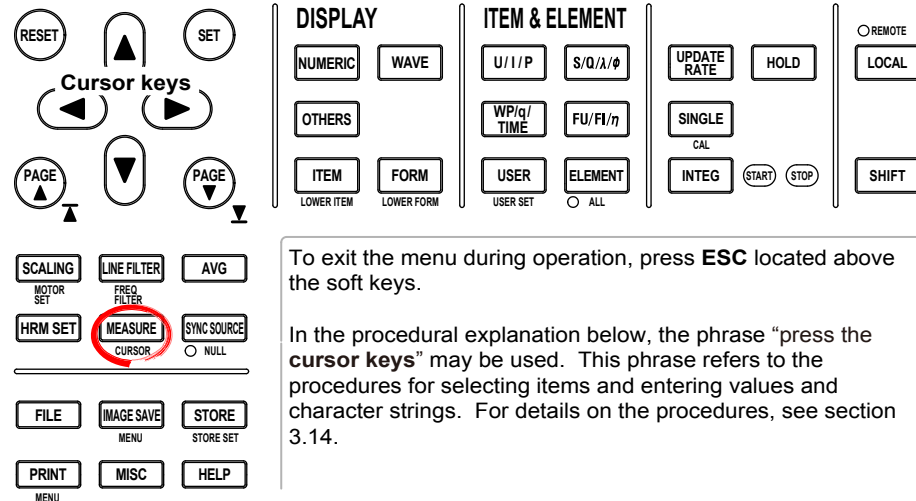 RESET
SET
Cursor keys
PAGE
PAGE
DISPLAY
NUMERIC WAVE
OTHERS
ITEM FORM
LOWER ITEM LOWER FORM
ITEM & ELEMENT
U / I / P S/Q/λ/ø
WP/q/
TIME
FU/FI/η
USER ELEMENT
USER SET ALL
UPDATE
RATE
HOLD
SINGLE
CAL
INTEG START STOP
REMOTE
LOCAL
SHIFT
SCALING LINE FILTER AVG
MOTOR
SET
FREQ
FILTER
HRM SET MEASURE SYNC SOURCE
CURSOR NULL
FILE IMAGE SAVE STORE
MENU STORE SET
PRINT MISC HELP
MENU
To exit the menu during operation, press ESC located above
the soft keys.
In the procedural explanation below, the phrase “press the
cursor keys” may be used. This phrase refers to the
procedures for selecting items and entering values and
character strings. For details on the procedures, see section
3.14.